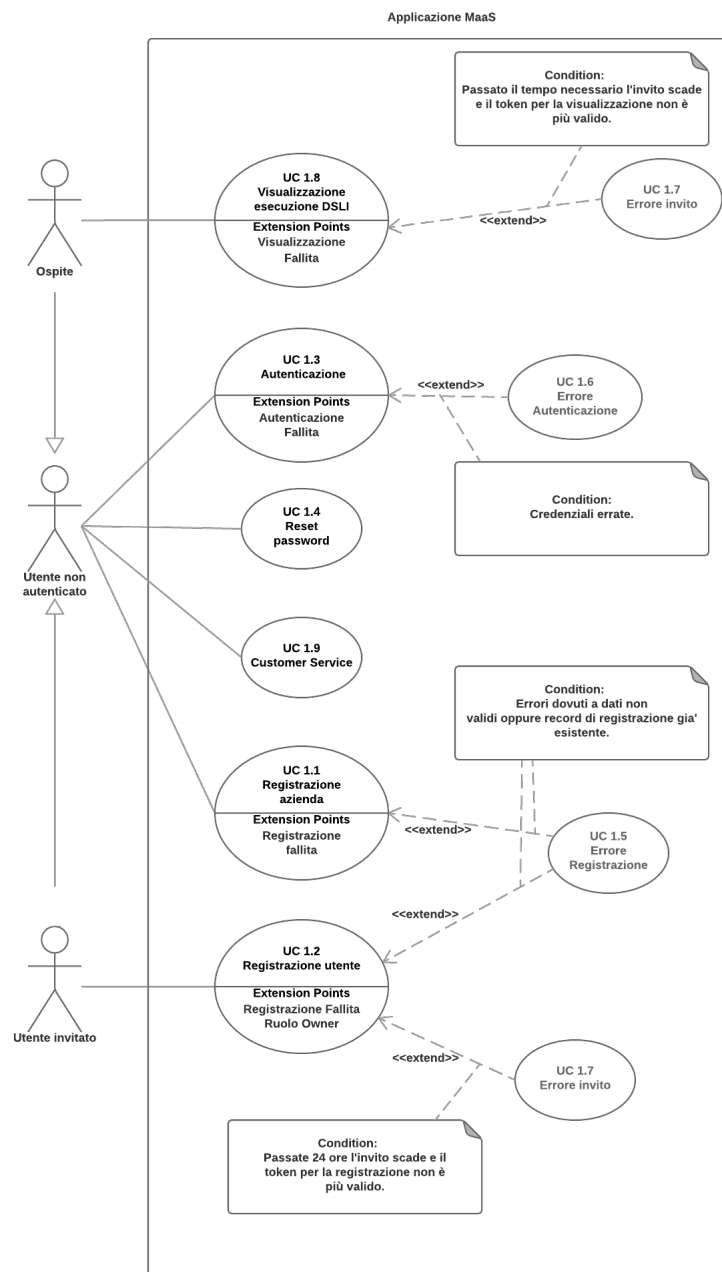 Applicazione MaaS
Condition:
Passato il tempo necessario l'invito scade
e il token per la visualizzazione non è
più valido.
UC 1.8
Visualizzazione
esecuzione DSLI
Extension Points
Visualizzazione
Fallita
UC 1.7
Errore invito
<<extend>>
Ospite
UC 1.3
Autenticazione
Extension Points
Autenticazione
Fallita
<<extend>>
UC 1.6
Errore
Autenticazione
Condition:
Credenziali errate.
UC 1.4
Reset
password
Utente non
autenticato
UC 1.9
Customer Service
Condition:
Errori dovuti a dati non
validi oppure record di registrazione gia'
esistente.
UC 1.1
Registrazione
azienda
Extension Points
Registrazione
fallita
<<extend>>
UC 1.5
Errore
Registrazione
<<extend>>
UC 1.2
Registrazione utente
Extension Points
Registrazione Fallita
Ruolo Owner
Utente invitato
<<extend>>
UC 1.7
Errore invito
Condition:
Passate 24 ore l'invito scade e il
token per la registrazione non è
più valido.